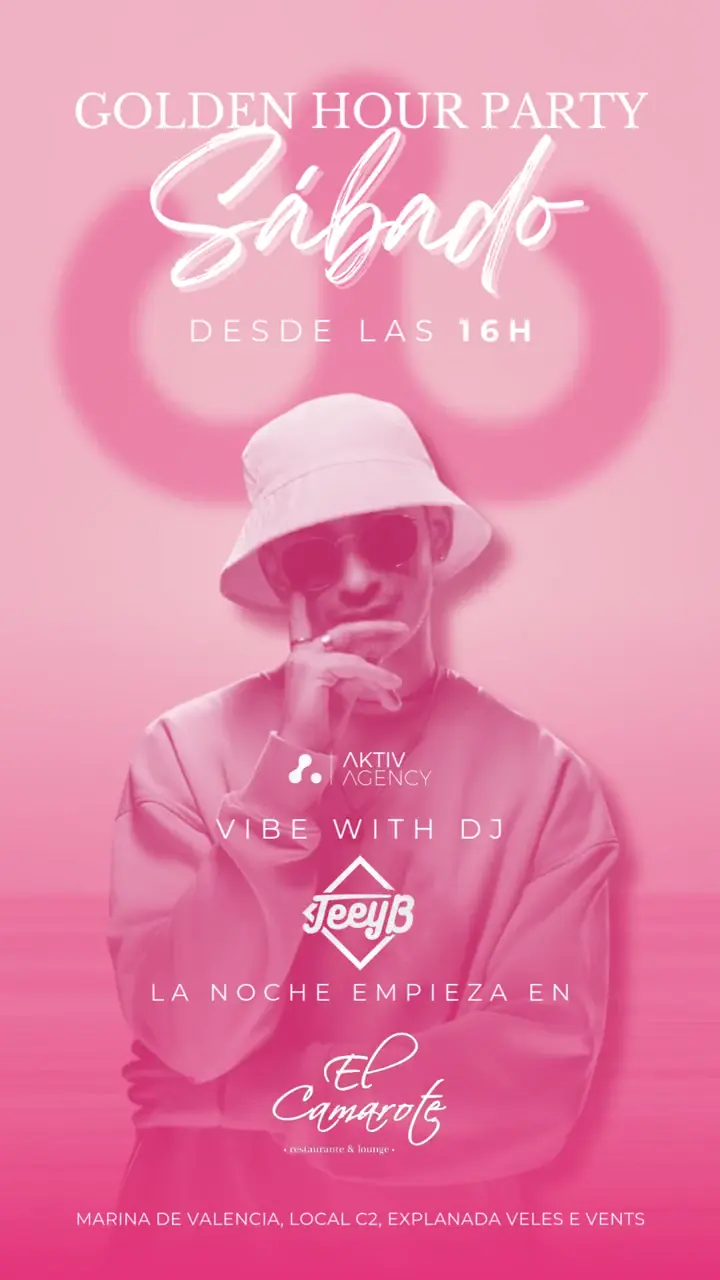 GOLDEN HOUR PARTY
Sábado
DESDE LAS 16H
AKTIV
AGENCY
VIBE WITH DJ
JeeyB
LA NOCHE EMPIEZA EN
El
Camarote
• restaurante & lounge •
MARINA DE VALENCIA, LOCAL C2, EXPLANADA VELES E VENTS